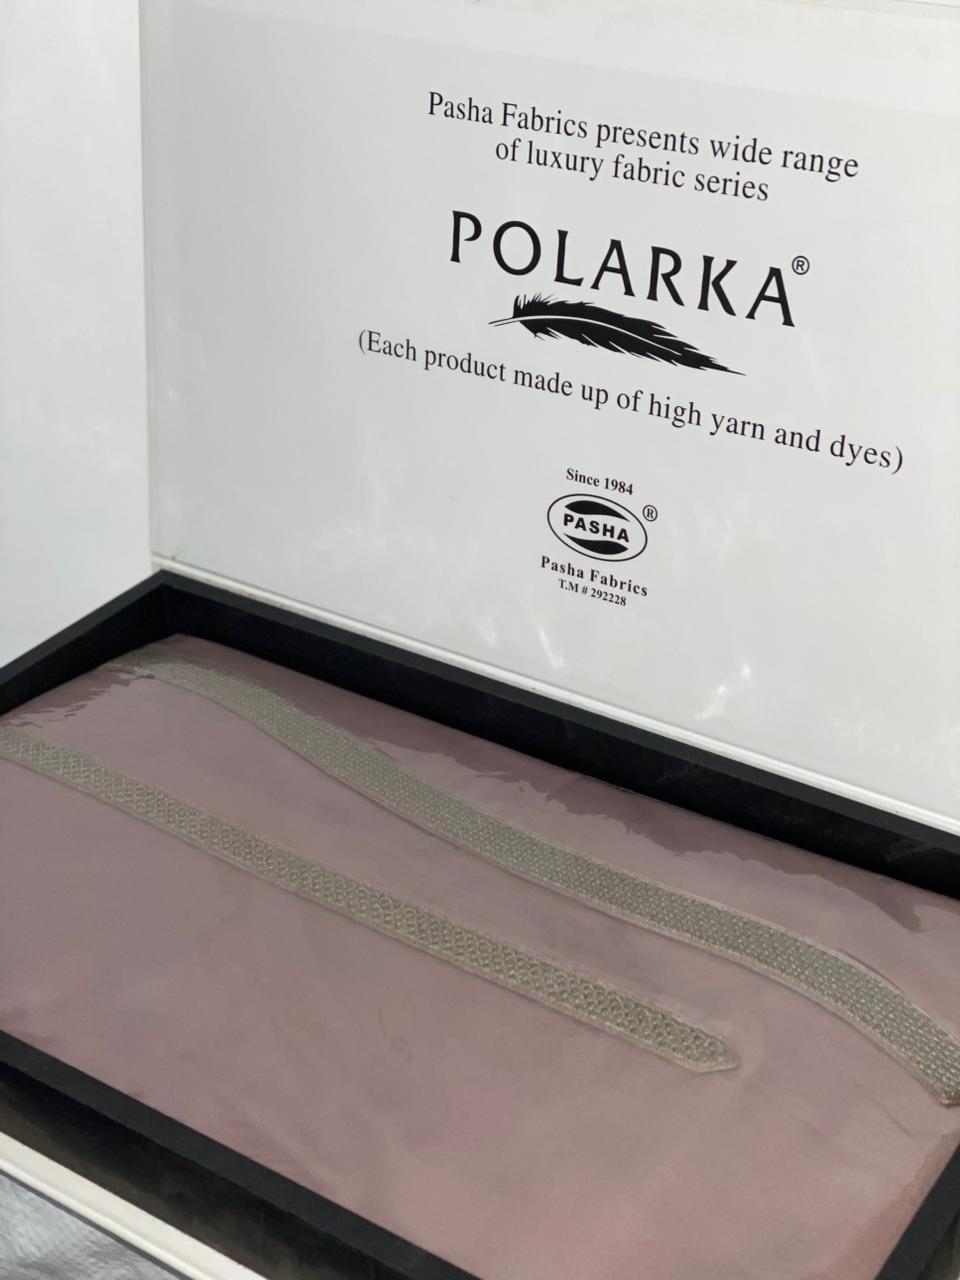 Pasha Fabrics presents wide range
of luxury fabric series
POLARKA®
(Each product made up of high yarn and dyes)
Since 1984
PASHA ®
Pasha Fabrics
T.M # 292228